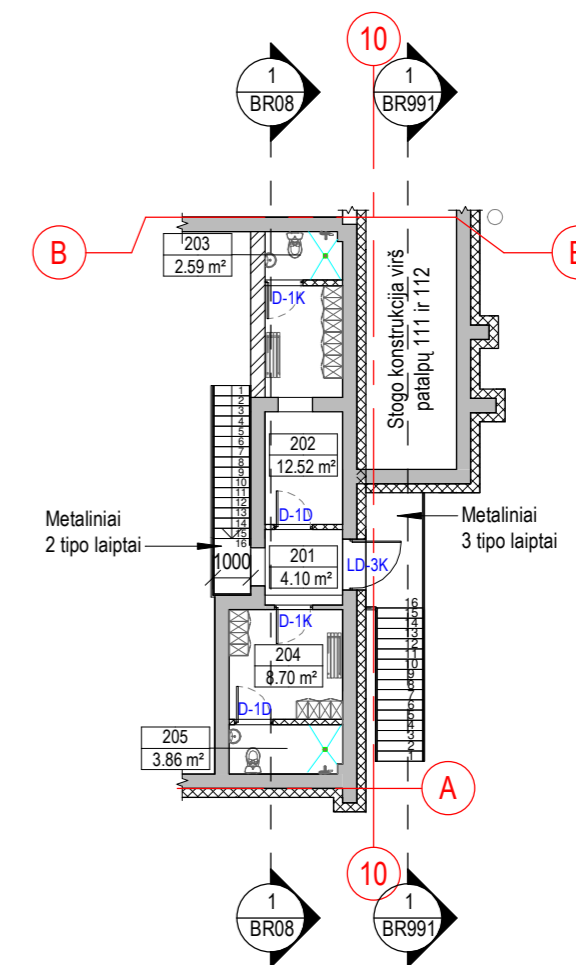 10
1
BR08
1
BR991
B
203
2.59 m²
D-1K
Stogo konstrukcija virš
patalpų 111 ir 112
1
2
3
4
5
6
7
8
9
10
11
12
13
14
15
16
202
12.52 m²
D-1D
Metaliniai
2 tipo laiptai
1000
201
4.10 m²
LD-3K
Metaliniai
3 tipo laiptai
D-1K
204
8.70 m²
D-1D
16
15
14
13
12
11
10
9
8
7
6
5
4
3
2
1
205
3.86 m²
A
10
1
BR08
1
BR991